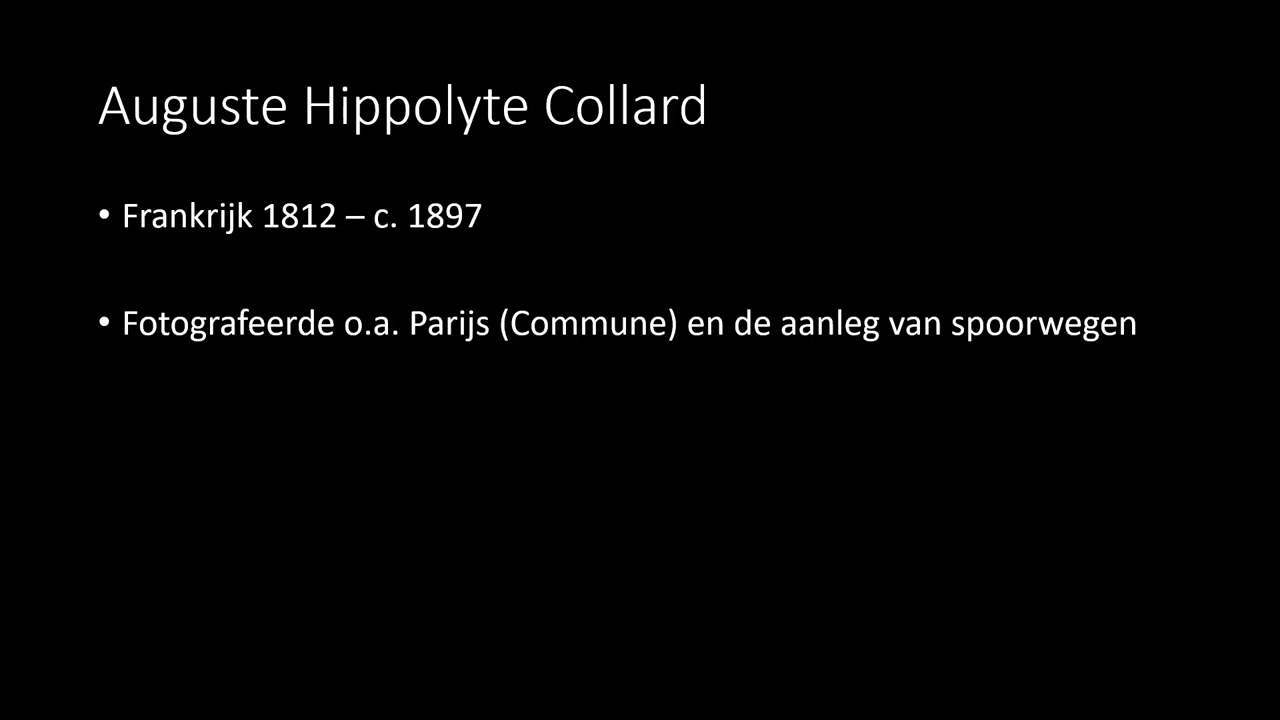 Auguste Hippolyte Collard
• Frankrijk 1812 – c. 1897
• Fotografeerde o.a. Parijs (Commune) en de aanleg van spoorwegen